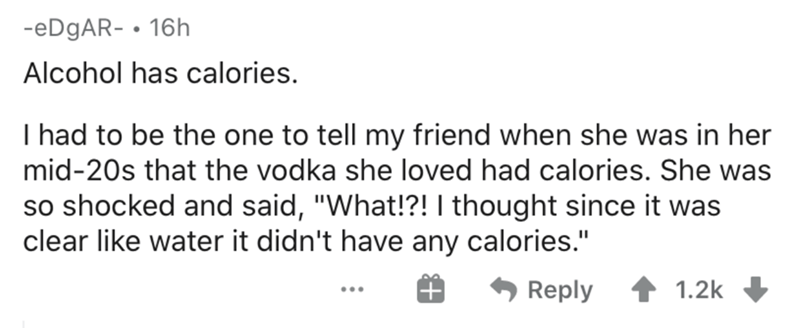 -eDgAR- • 16h
Alcohol has calories.
I had to be the one to tell my friend when she was in her
mid-20s that the vodka she loved had calories. She was
so shocked and said, "What!?! I thought since it was
clear like water it didn't have any calories."
... Reply 1.2k